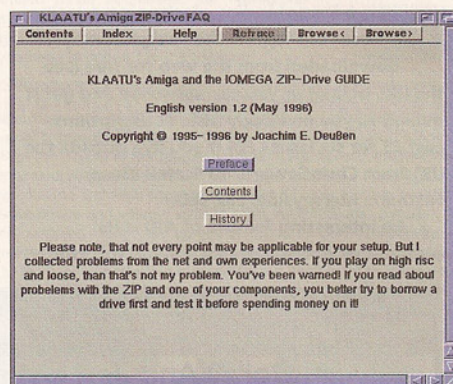 KLAATU's Amiga ZIP-Drive FAQ
Contents Index Help Retrace Browse < Browse >
KLAATU's Amiga and the IOMEGA ZIP-Drive GUIDE
English version 1.2 (May 1996)
Copyright © 1995-1996 by Joachim E. Deußen
Preface
Contents
History
Please note, that not every point may be applicable for your setup. But I
collected problems from the net and own experiences. If you play on high risc
and loose, than that's not my problem. You've been warned! If you read about
probelems with the ZIP and one of your components, you better try to borrow a
drive first and test it before spending money on it!